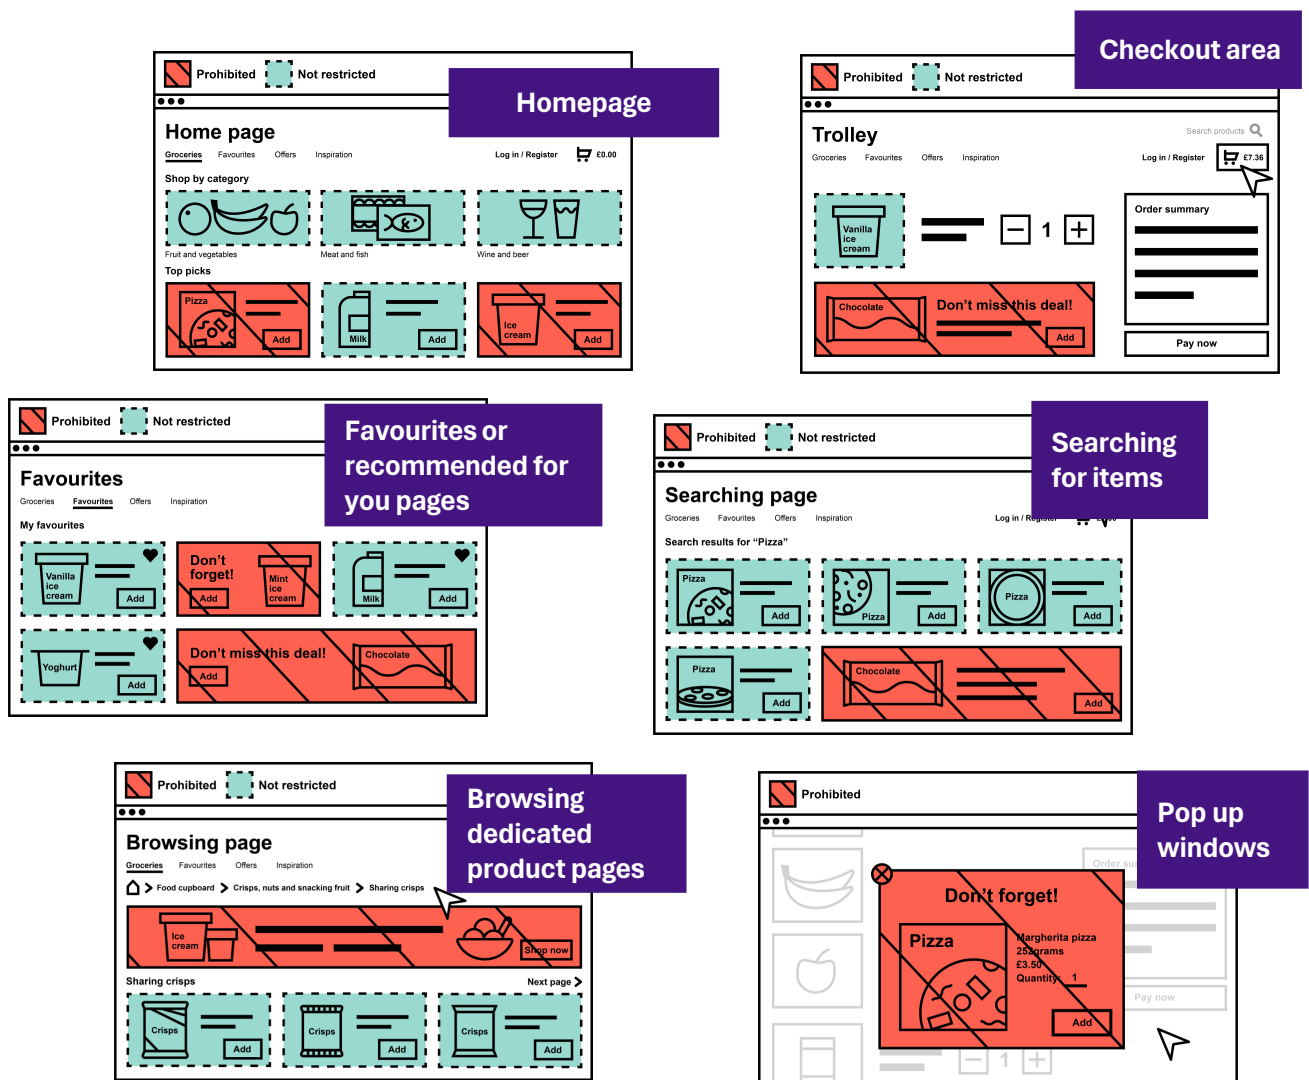 Prohibited
Not restricted
Homepage
Home page
Groceries Favourites Offers Inspiration
Log in / Register £0.00
Shop by category
Fruit and vegetables
Meat and fish
Wine and beer
Top picks
Pizza
Add
Milk
Add
Ice
cream
Add
Checkout area
Prohibited
Not restricted
Trolley
Search products
Groceries Favourites Offers Inspiration
Log in / Register £7.36
Vanilla
ice
cream
1
Order summary
Chocolate
Don't miss this deal!
Add
Pay now
Prohibited
Not restricted
Favourites or
recommended for
you pages
Favourites
Groceries Favourites Offers Inspiration
My favourites
Vanilla
ice
cream
Add
Don't
forget!
Add
Mint
ice
cream
Milk
Add
Yoghurt
Add
Don't miss this deal!
Add
Chocolate
Prohibited
Not restricted
Searching
for items
Searching page
Groceries Favourites Offers Inspiration
Log in / Register
Search results for “Pizza”
Pizza
Add
Pizza
Add
Pizza
Add
Pizza
Add
Chocolate
Add
Prohibited
Not restricted
Browsing
dedicated
product pages
Browsing page
Groceries Favourites Offers Inspiration
Food cupboard Crisps, nuts and snacking fruit Sharing crisps
Ice
cream
Shop now
Sharing crisps
Next page
Crisps
Add
Crisps
Add
Crisps
Add
Prohibited
Pop up
windows
Order
Don't forget!
Pizza
Margherita pizza
252grams
£3.50
Quantity: 1
Add
Pay now
1